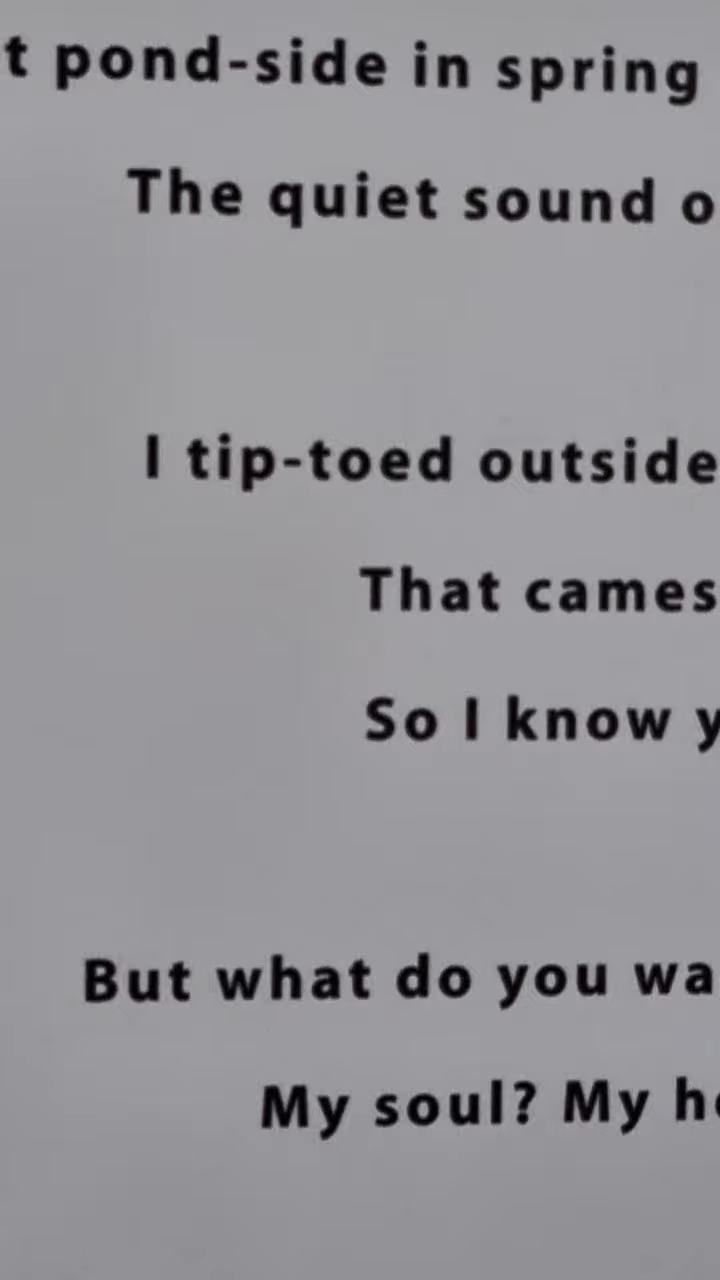 t pond-side in spring
The quiet sound o
I tip-toed outside
That cames
So I know y
But what do you wa
My soul? My h